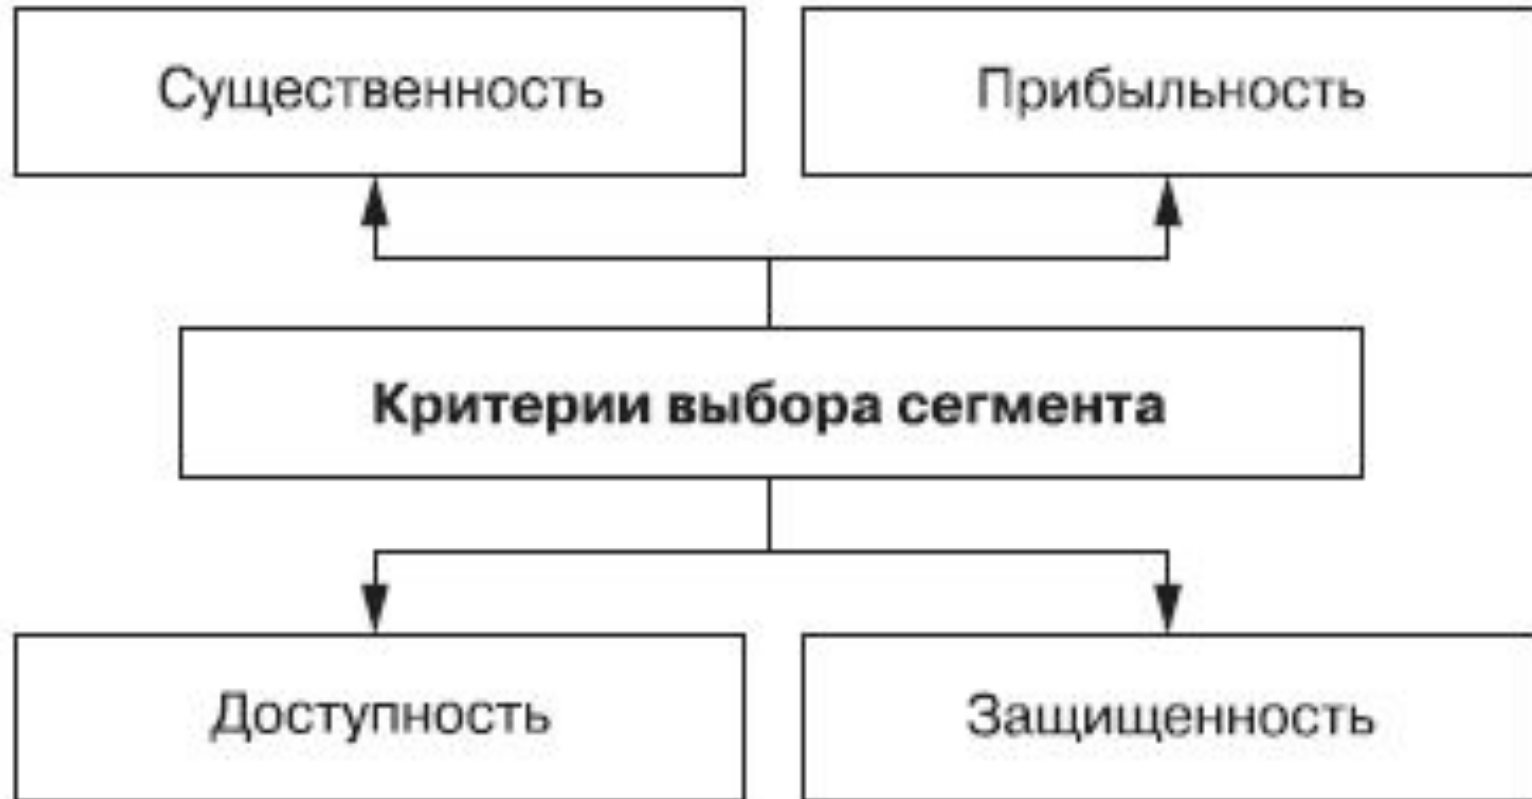 Существенность
Прибыльность
Критерии выбора сегмента
Доступность
Защищенность